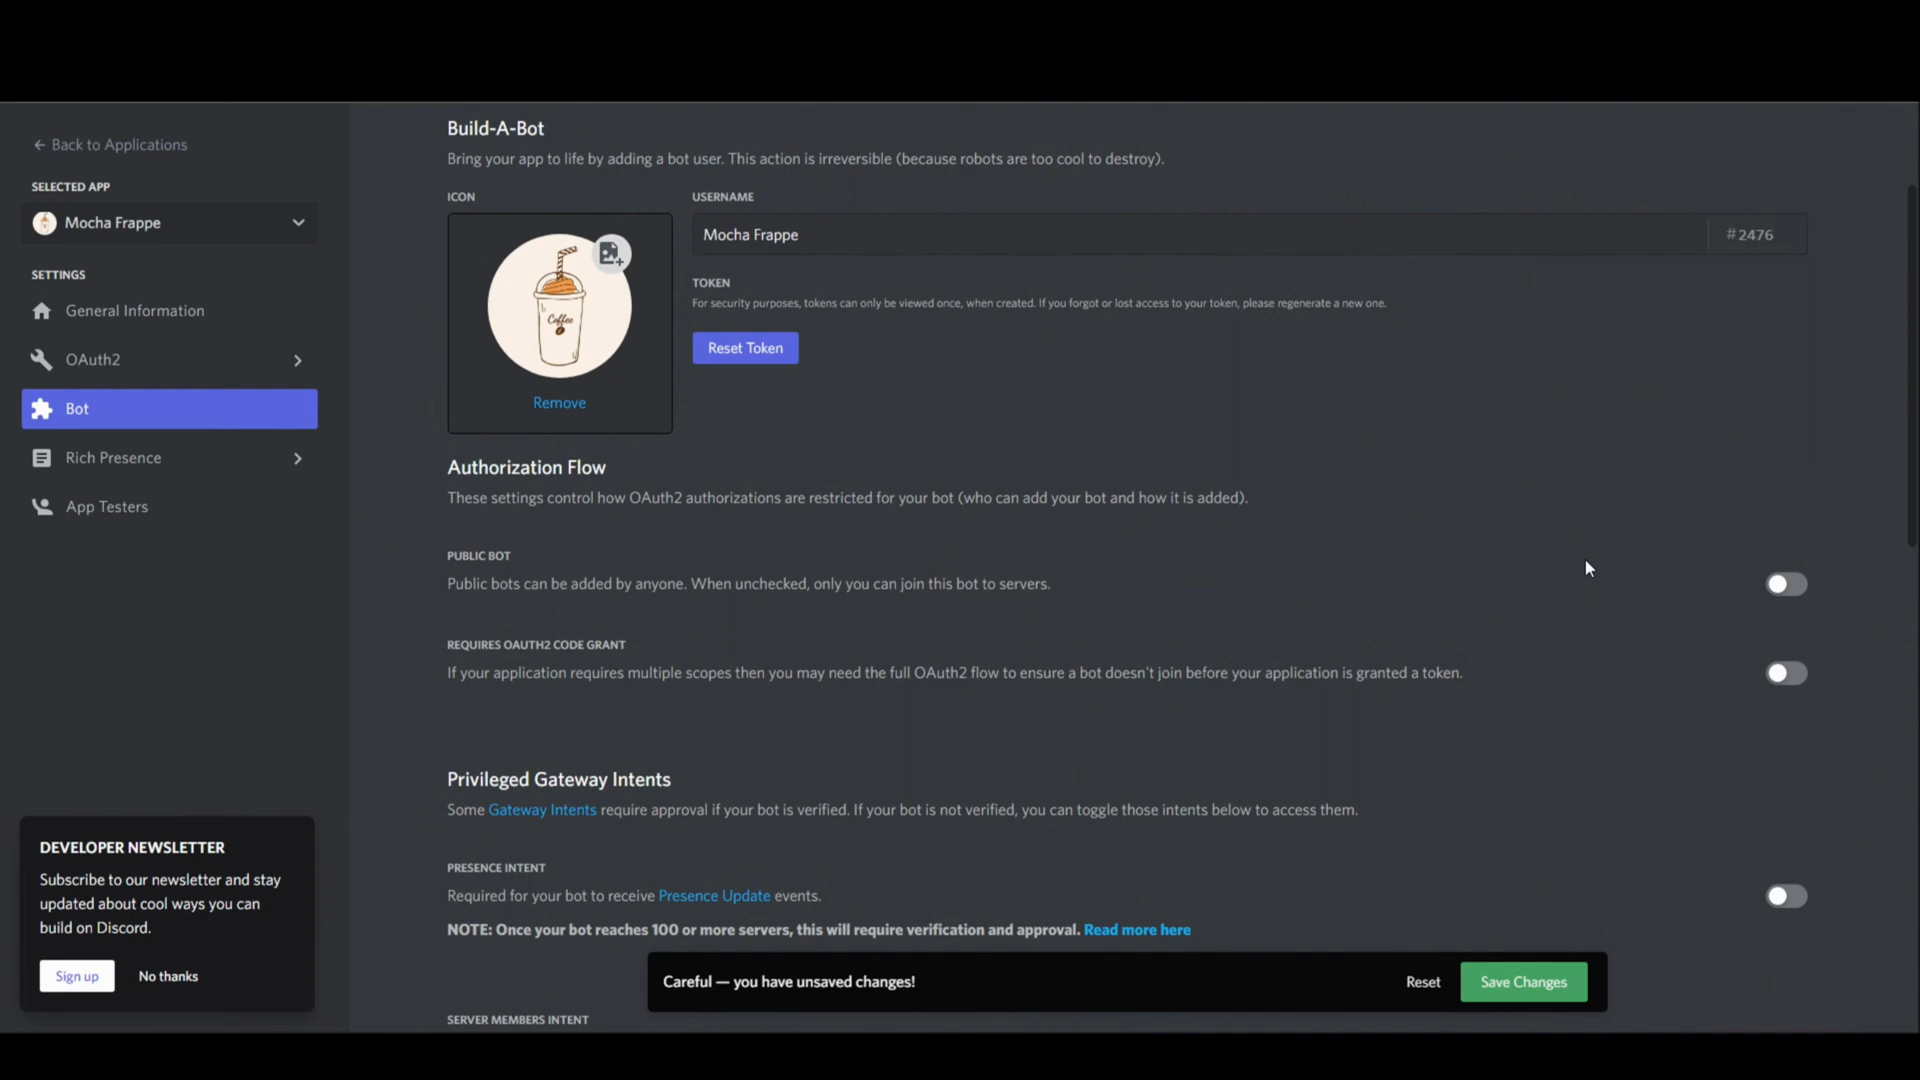 ← Back to Applications
SELECTED APP
Mocha Frappe
SETTINGS
General Information
OAuth2
Bot
Rich Presence
App Testers
DEVELOPER NEWSLETTER
Subscribe to our newsletter and stay
updated about cool ways you can
build on Discord.
Sign up No thanks
Build-A-Bot
Bring your app to life by adding a bot user. This action is irreversible (because robots are too cool to destroy).
ICON
Coffee
Remove
USERNAME
Mocha Frappe #2476
TOKEN
For security purposes, tokens can only be viewed once, when created. If you forgot or lost access to your token, please regenerate a new one.
Reset Token
Authorization Flow
These settings control how OAuth2 authorizations are restricted for your bot (who can add your bot and how it is added).
PUBLIC BOT
Public bots can be added by anyone. When unchecked, only you can join this bot to servers.
REQUIRES OAUTH2 CODE GRANT
If your application requires multiple scopes then you may need the full OAuth2 flow to ensure a bot doesn't join before your application is granted a token.
Privileged Gateway Intents
Some Gateway Intents require approval if your bot is verified. If your bot is not verified, you can toggle those intents below to access them.
PRESENCE INTENT
Required for your bot to receive Presence Update events.
NOTE: Once your bot reaches 100 or more servers, this will require verification and approval. Read more here
Careful — you have unsaved changes! Reset Save Changes
SERVER MEMBERS INTENT